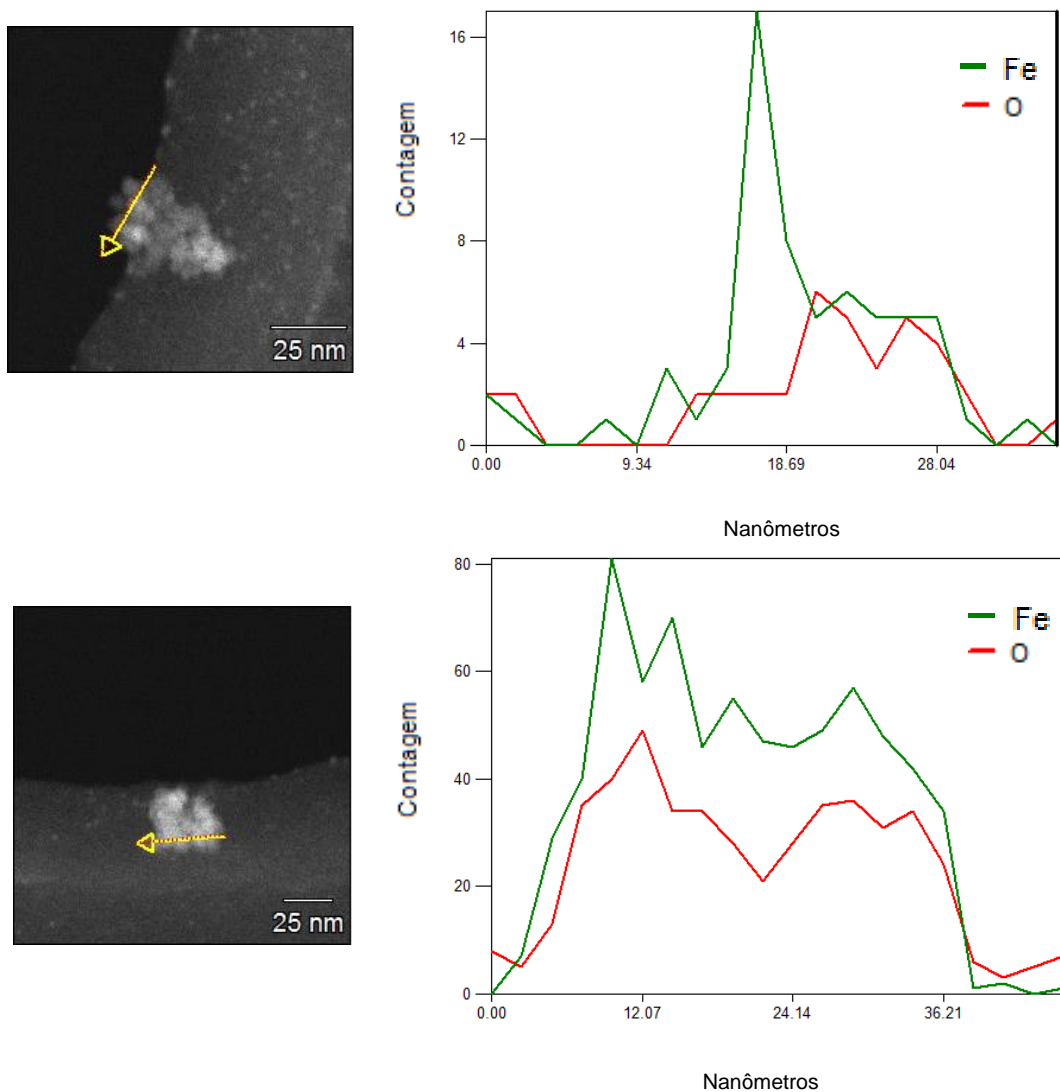 25 nm
Contagem
16
12
8
4
0
Fe
O
0.00 9.34 18.69 28.04
Nanômetros
25 nm
Contagem
80
60
40
20
0
Fe
O
0.00 12.07 24.14 36.21
Nanômetros